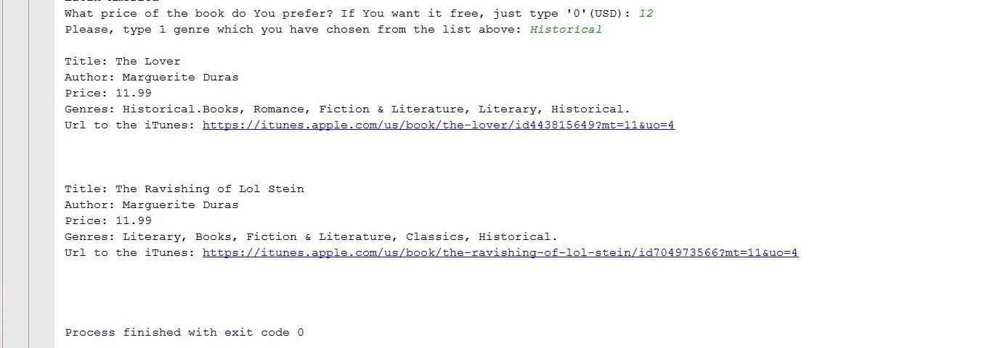 What price of the book do You prefer? If You want it free, just type '0'(USD): 12
Please, type 1 genre which you have chosen from the list above: Historical
Title: The Lover
Author: Marguerite Duras
Price: 11.99
Genres: Historical.Books, Romance, Fiction & Literature, Literary, Historical.
Url to the iTunes: https://itunes.apple.com/us/book/the-lover/id443815649?mt=11&uo=4
Title: The Ravishing of Lol Stein
Author: Marguerite Duras
Price: 11.99
Genres: Literary, Books, Fiction & Literature, Classics, Historical.
Url to the iTunes: https://itunes.apple.com/us/book/the-ravishing-of-lol-stein/id704973566?mt=11&uo=4
Process finished with exit code 0